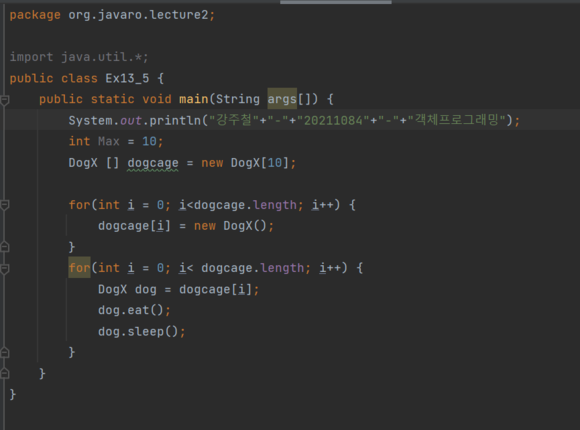 package org.javaro.lecture2;
import java.util.*;
public class Ex13_5 {
public static void main(String args[]) {
System.out.println("강주철"+"-"+"20211084"+"-"+"객체프로그래밍");
int Max = 10;
DogX [] dogcage = new DogX[10];
for(int i = 0; i<dogcage.length; i++) {
dogcage[i] = new DogX();
}
for(int i = 0; i< dogcage.length; i++) {
DogX dog = dogcage[i];
dog.eat();
dog.sleep();
}
}
}